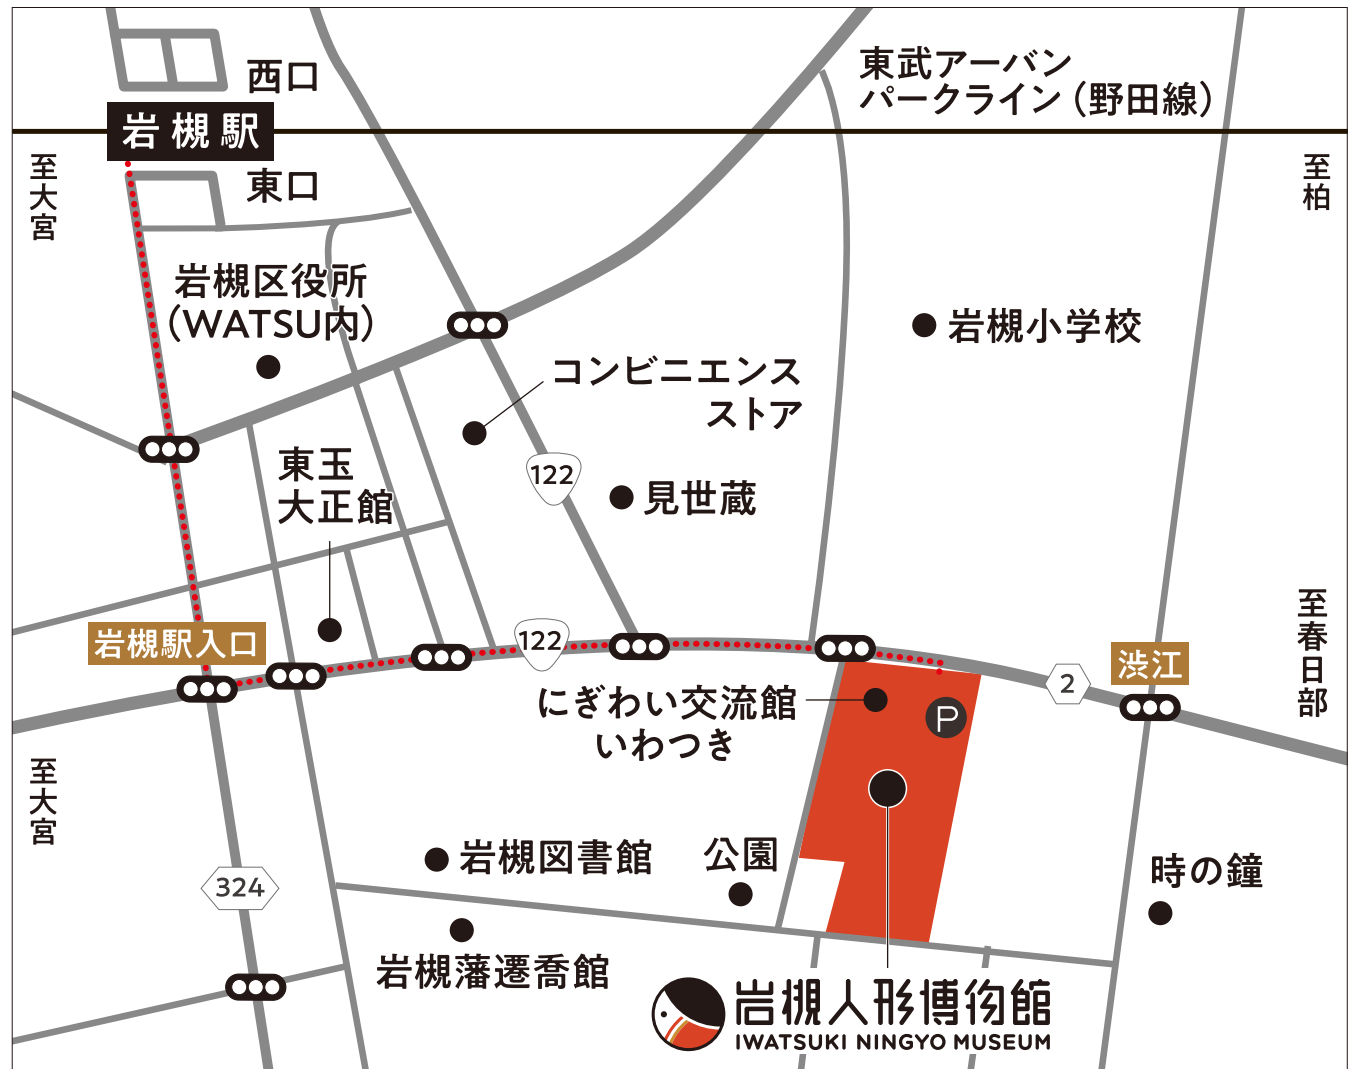 西口
東武アーバン
パークライン（野田線）
岩槻駅
至大宮
東口
至柏
岩槻区役所
（WATSU内）
岩槻小学校
コンビニエンス
ストア
東玉
大正館
122
見世蔵
岩槻駅入口
122
至春日部
渋江
2
にぎわい交流館
いわつき
P
至大宮
岩槻図書館
公園
時の鐘
324
岩槻藩遷喬館
岩槻人形博物館
IWATSUKI NINGYO MUSEUM